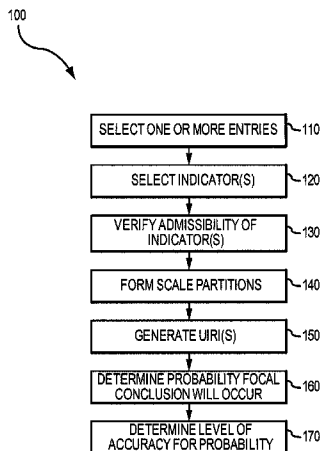 100
SELECT ONE OR MORE ENTRIES
110
SELECT INDICATOR(S)
120
VERIFY ADMISSIBILITY OF
INDICATOR(S)
130
FORM SCALE PARTITIONS
140
GENERATE UIRI(S)
150
DETERMINE PROBABILITY FOCAL
CONCLUSION WILL OCCUR
160
DETERMINE LEVEL OF
ACCURACY FOR PROBABILITY
170